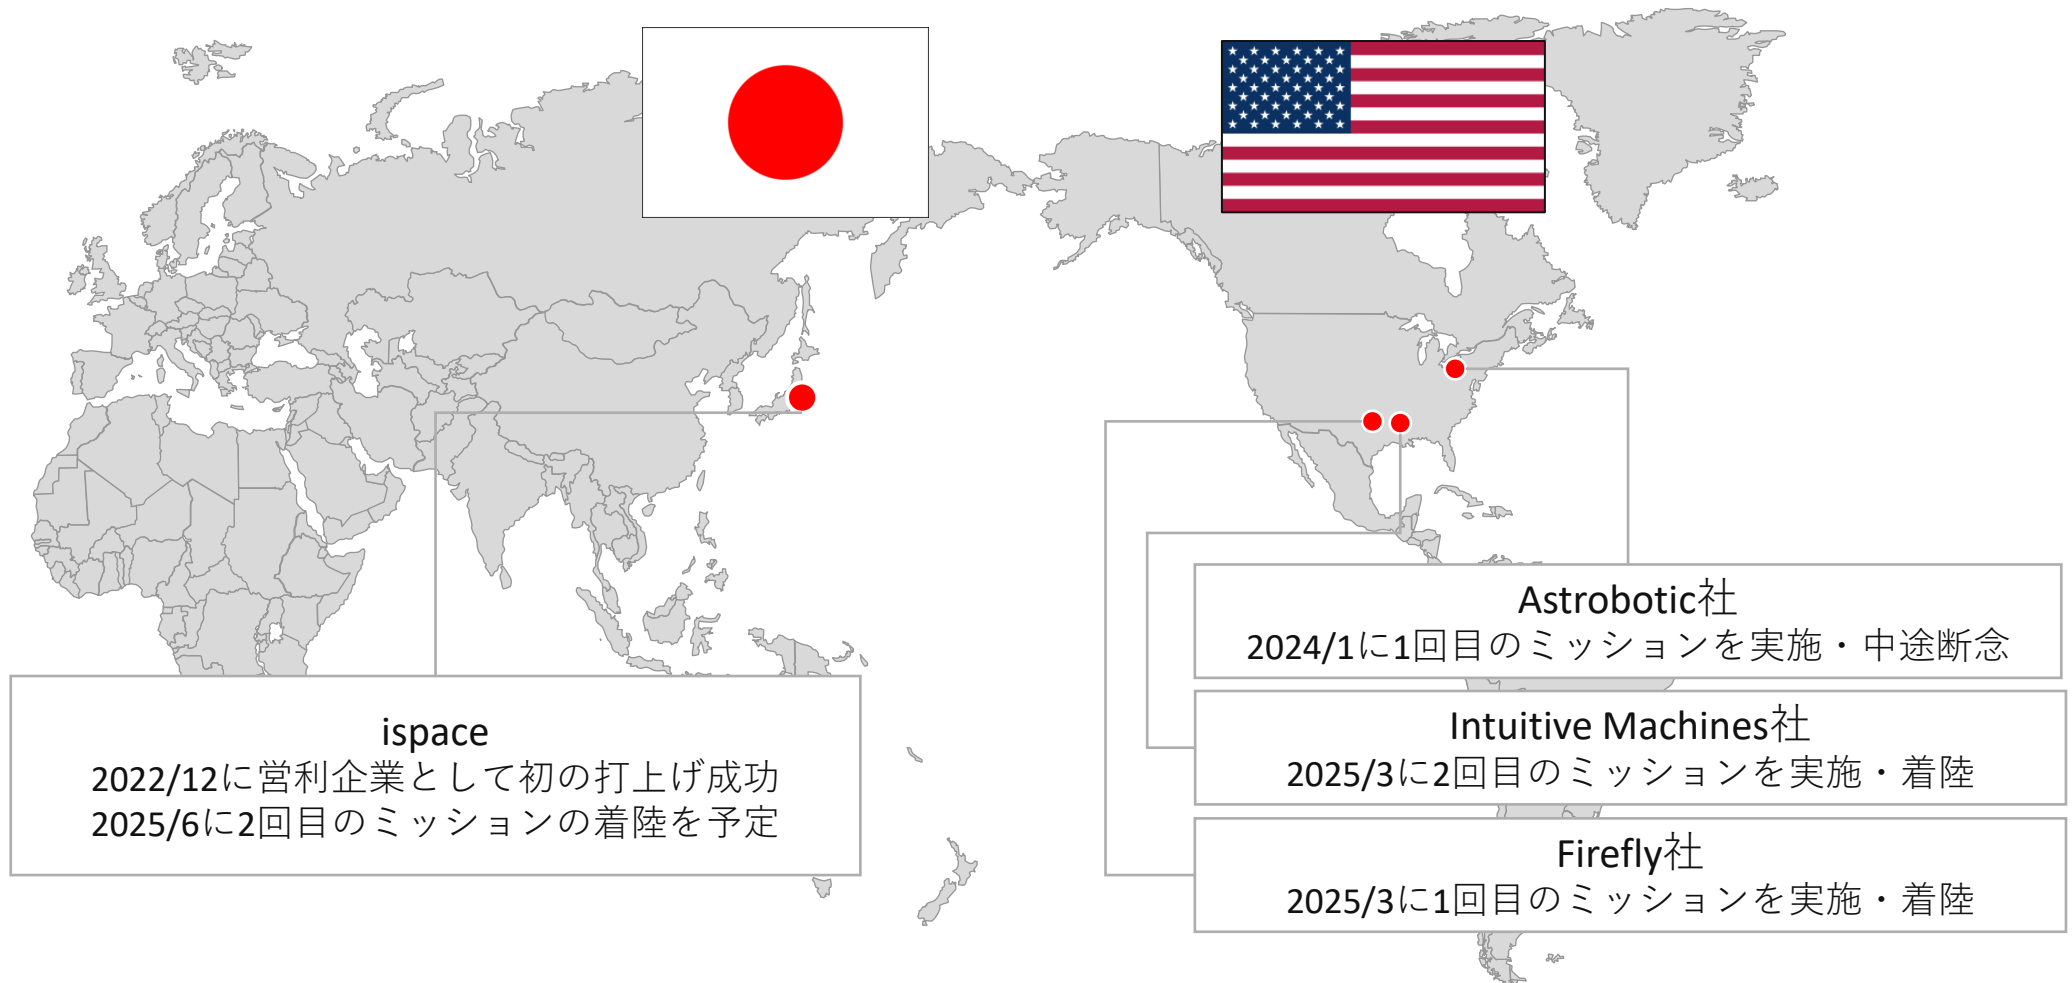 ispace
2022/12に営利企業として初の打上げ成功
2025/6に2回目のミッションの着陸を予定
Astrobotic社
2024/1に1回目のミッションを実施・中途断念
Intuitive Machines社
2025/3に2回目のミッションを実施・着陸
Firefly社
2025/3に1回目のミッションを実施・着陸